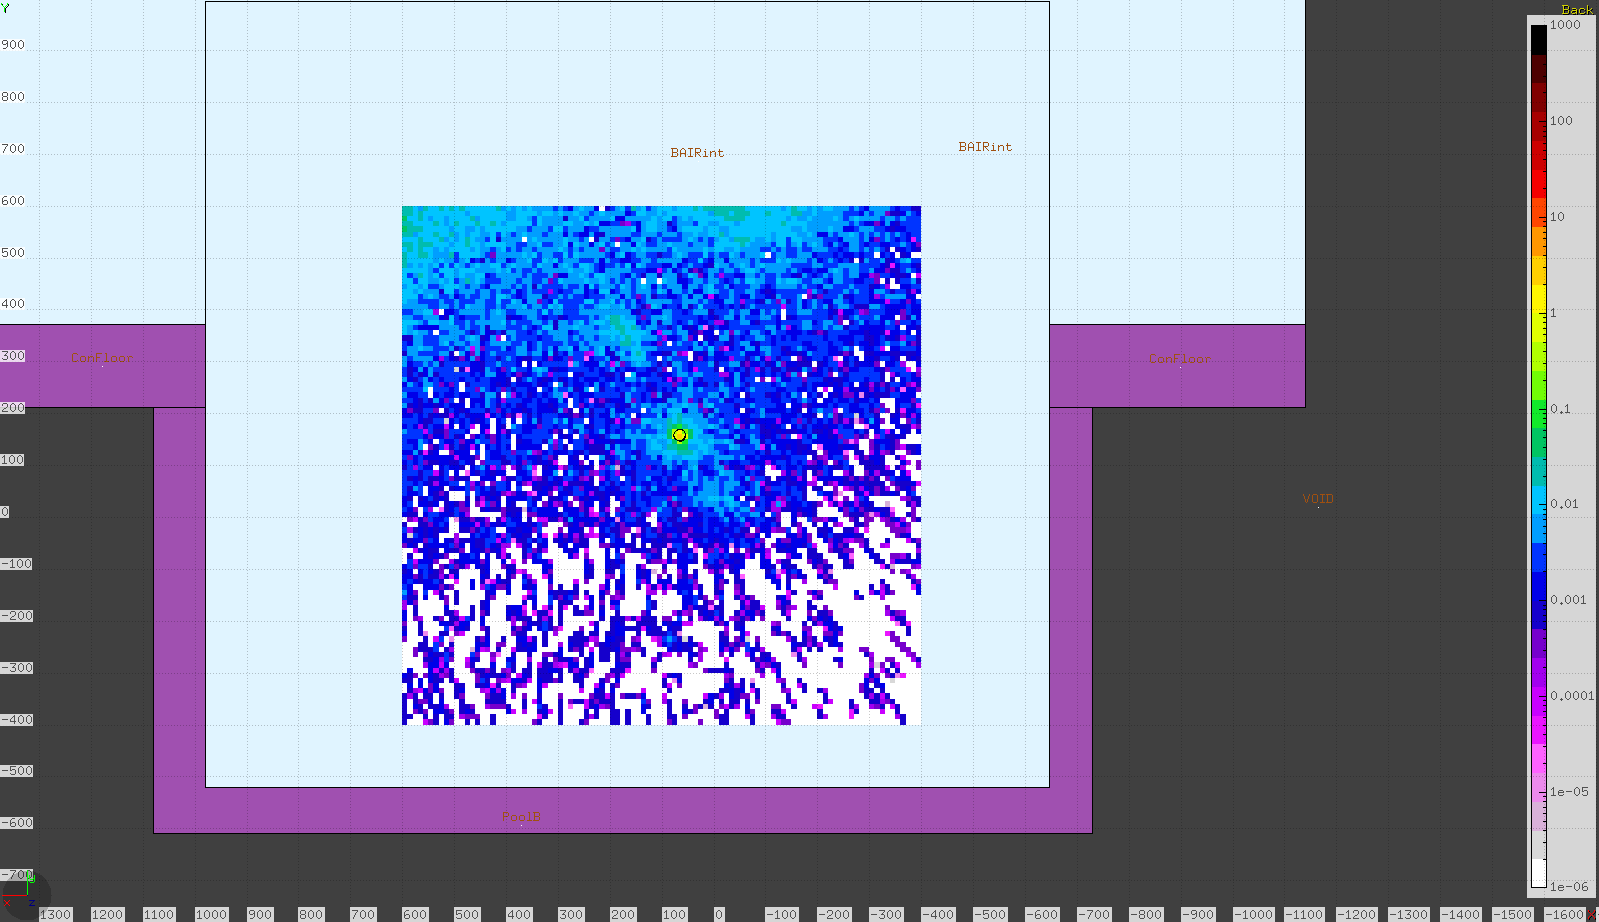 Y
Back
1000
900
800
100
BAIRint
BAIRint
700
600
10
500
400
1
ConFloor
ConFloor
300
200
0.1
100
VOID
0.01
0
-100
0.001
-200
-300
0.0001
-400
-500
1e-05
PoolB
-600
-700
1e-06
y
x
z
1300 1200 1100 1000 900 800 700 600 500 400 300 200 100 0 -100 -200 -300 -400 -500 -600 -700 -800 -900 -1000 -1100 -1200 -1300 -1400 -1500 -1600 X